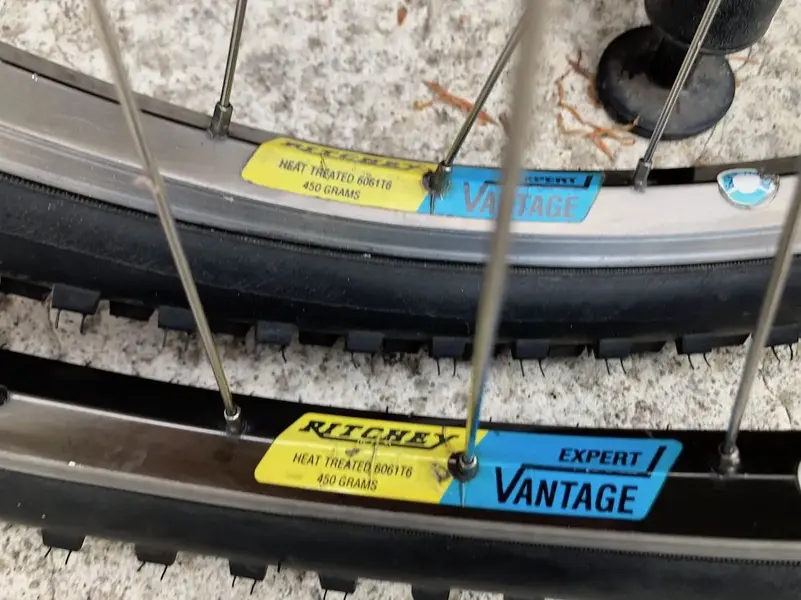 RITCHEY
HEAT TREATED 6061T6
450 GRAMS
EXPERT
VANTAGE
RITCHEY
HEAT TREATED 6061T6
450 GRAMS
EXPERT
VANTAGE